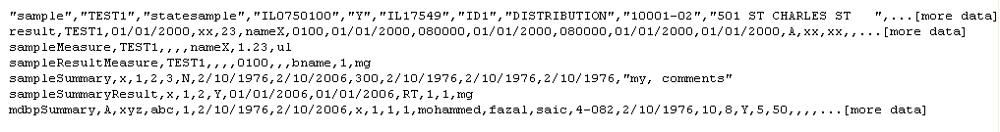 "sample","TEST1","statesample","IL0750100","Y","IL17549","ID1","DISTRIBUTION","10001-02","501 ST CHARLES ST   ",...[more data]
result,TEST1,01/01/2000,xx,23,nameX,0100,01/01/2000,080000,01/01/2000,080000,01/01/2000,01/01/2000,A,xx,xx,,...[more data]
sampleMeasure,TEST1,,,,nameX,1.23,ul
sampleResultMeasure,TEST1,,,,0100,,,bname,1,mg
sampleSummary,x,1,2,3,N,2/10/1976,2/10/2006,300,2/10/1976,2/10/1976,2/10/1976,"my, comments"
sampleSummaryResult,x,1,2,Y,01/01/2006,01/01/2006,RT,1,1,mg
mdbpSummary,A,xyz,abc,1,2/10/1976,2/10/2006,x,1,1,1,mohammed,fazal,saic,4-082,2/10/1976,10,8,Y,5,50,,,,...[more data]